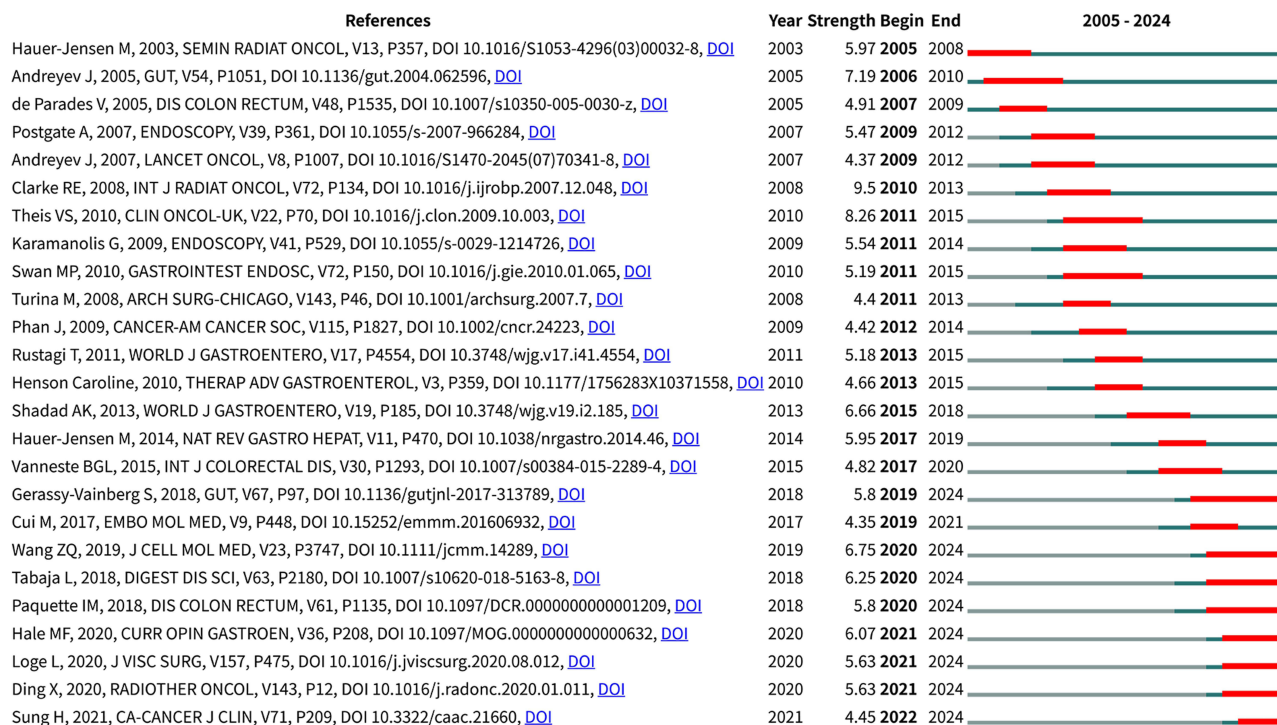 References Year Strength Begin End 2005 - 2024
Hauer-Jensen M, 2003, SEMIN RADIAT ONCOL, V13, P357, DOI 10.1016/S1053-4296(03)00032-8, DOI 2003 5.97 2005 2008
Andreyev J, 2005, GUT, V54, P1051, DOI 10.1136/gut.2004.062596, DOI 2005 7.19 2006 2010
de Parades V, 2005, DIS COLON RECTUM, V48, P1535, DOI 10.1007/s10350-005-0030-z, DOI 2005 4.91 2007 2009
Postgate A, 2007, ENDOSCOPY, V39, P361, DOI 10.1055/s-2007-966284, DOI 2007 5.47 2009 2012
Andreyev J, 2007, LANCET ONCOL, V8, P1007, DOI 10.1016/S1470-2045(07)70341-8, DOI 2007 4.37 2009 2012
Clarke RE, 2008, INT J RADIAT ONCOL, V72, P134, DOI 10.1016/j.ijrobp.2007.12.048, DOI 2008 9.5 2010 2013
Theis VS, 2010, CLIN ONCOL-UK, V22, P70, DOI 10.1016/j.clon.2009.10.003, DOI 2010 8.26 2011 2015
Karamanolis G, 2009, ENDOSCOPY, V41, P529, DOI 10.1055/s-0029-1214726, DOI 2009 5.54 2011 2014
Swan MP, 2010, GASTROINTEST ENDOSC, V72, P150, DOI 10.1016/j.gie.2010.01.065, DOI 2010 5.19 2011 2015
Turina M, 2008, ARCH SURG-CHICAGO, V143, P46, DOI 10.1001/archsurg.2007.7, DOI 2008 4.4 2011 2013
Phan J, 2009, CANCER-AM CANCER SOC, V115, P1827, DOI 10.1002/cncr.24223, DOI 2009 4.42 2012 2014
Rustagi T, 2011, WORLD J GASTROENTERO, V17, P4554, DOI 10.3748/wjg.v17.i41.4554, DOI 2011 5.18 2013 2015
Henson Caroline, 2010, THERAP ADV GASTROENTEROL, V3, P359, DOI 10.1177/1756283X10371558, DOI 2010 4.66 2013 2015
Shadad AK, 2013, WORLD J GASTROENTERO, V19, P185, DOI 10.3748/wjg.v19.i2.185, DOI 2013 6.66 2015 2018
Hauer-Jensen M, 2014, NAT REV GASTRO HEPAT, V11, P470, DOI 10.1038/nrgastro.2014.46, DOI 2014 5.95 2017 2019
Vanneste BGL, 2015, INT J COLORECTAL DIS, V30, P1293, DOI 10.1007/s00384-015-2289-4, DOI 2015 4.82 2017 2020
Gerassy-Vainberg S, 2018, GUT, V67, P97, DOI 10.1136/gutjnl-2017-313789, DOI 2018 5.8 2019 2024
Cui M, 2017, EMBO MOL MED, V9, P448, DOI 10.15252/emmm.201606932, DOI 2017 4.35 2019 2021
Wang ZQ, 2019, J CELL MOL MED, V23, P3747, DOI 10.1111/jcmm.14289, DOI 2019 6.75 2020 2024
Tabaja L, 2018, DIGEST DIS SCI, V63, P2180, DOI 10.1007/s10620-018-5163-8, DOI 2018 6.25 2020 2024
Paquette IM, 2018, DIS COLON RECTUM, V61, P1135, DOI 10.1097/DCR.0000000000001209, DOI 2018 5.8 2020 2024
Hale MF, 2020, CURR OPIN GASTROEN, V36, P208, DOI 10.1097/MOG.0000000000000632, DOI 2020 6.07 2021 2024
Loge L, 2020, J VISC SURG, V157, P475, DOI 10.1016/j.jviscsurg.2020.08.012, DOI 2020 5.63 2021 2024
Ding X, 2020, RADIOTHER ONCOL, V143, P12, DOI 10.1016/j.radonc.2020.01.011, DOI 2020 5.63 2021 2024
Sung H, 2021, CA-CANCER J CLIN, V71, P209, DOI 10.3322/caac.21660, DOI 2021 4.45 2022 2024